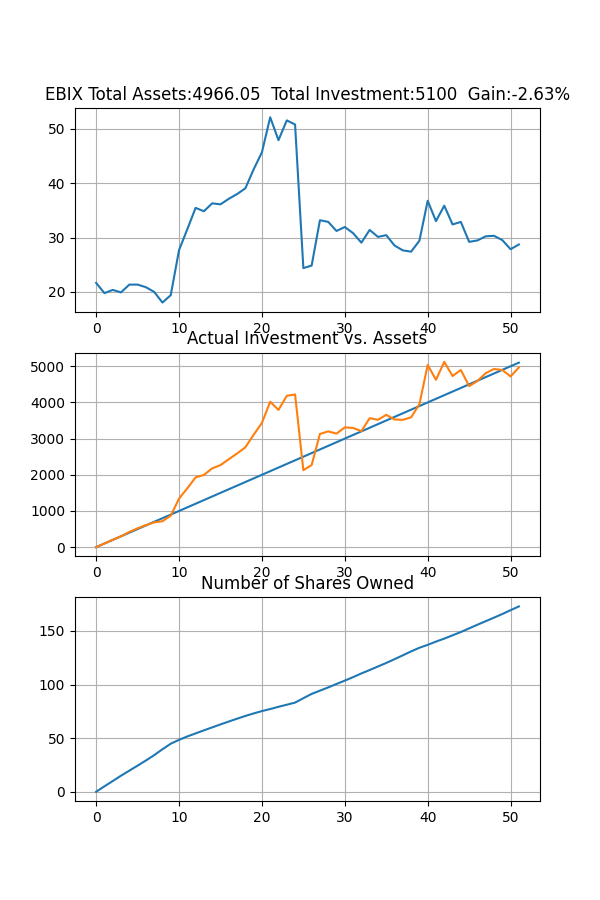 EBIX Total Assets:4966.05  Total Investment:5100  Gain:-2.63%
50
40
30
20
0 10 20 30 40 50
Actual Investment vs. Assets
5000
4000
3000
2000
1000
0
0 10 20 30 40 50
Number of Shares Owned
150
100
50
0
0 10 20 30 40 50